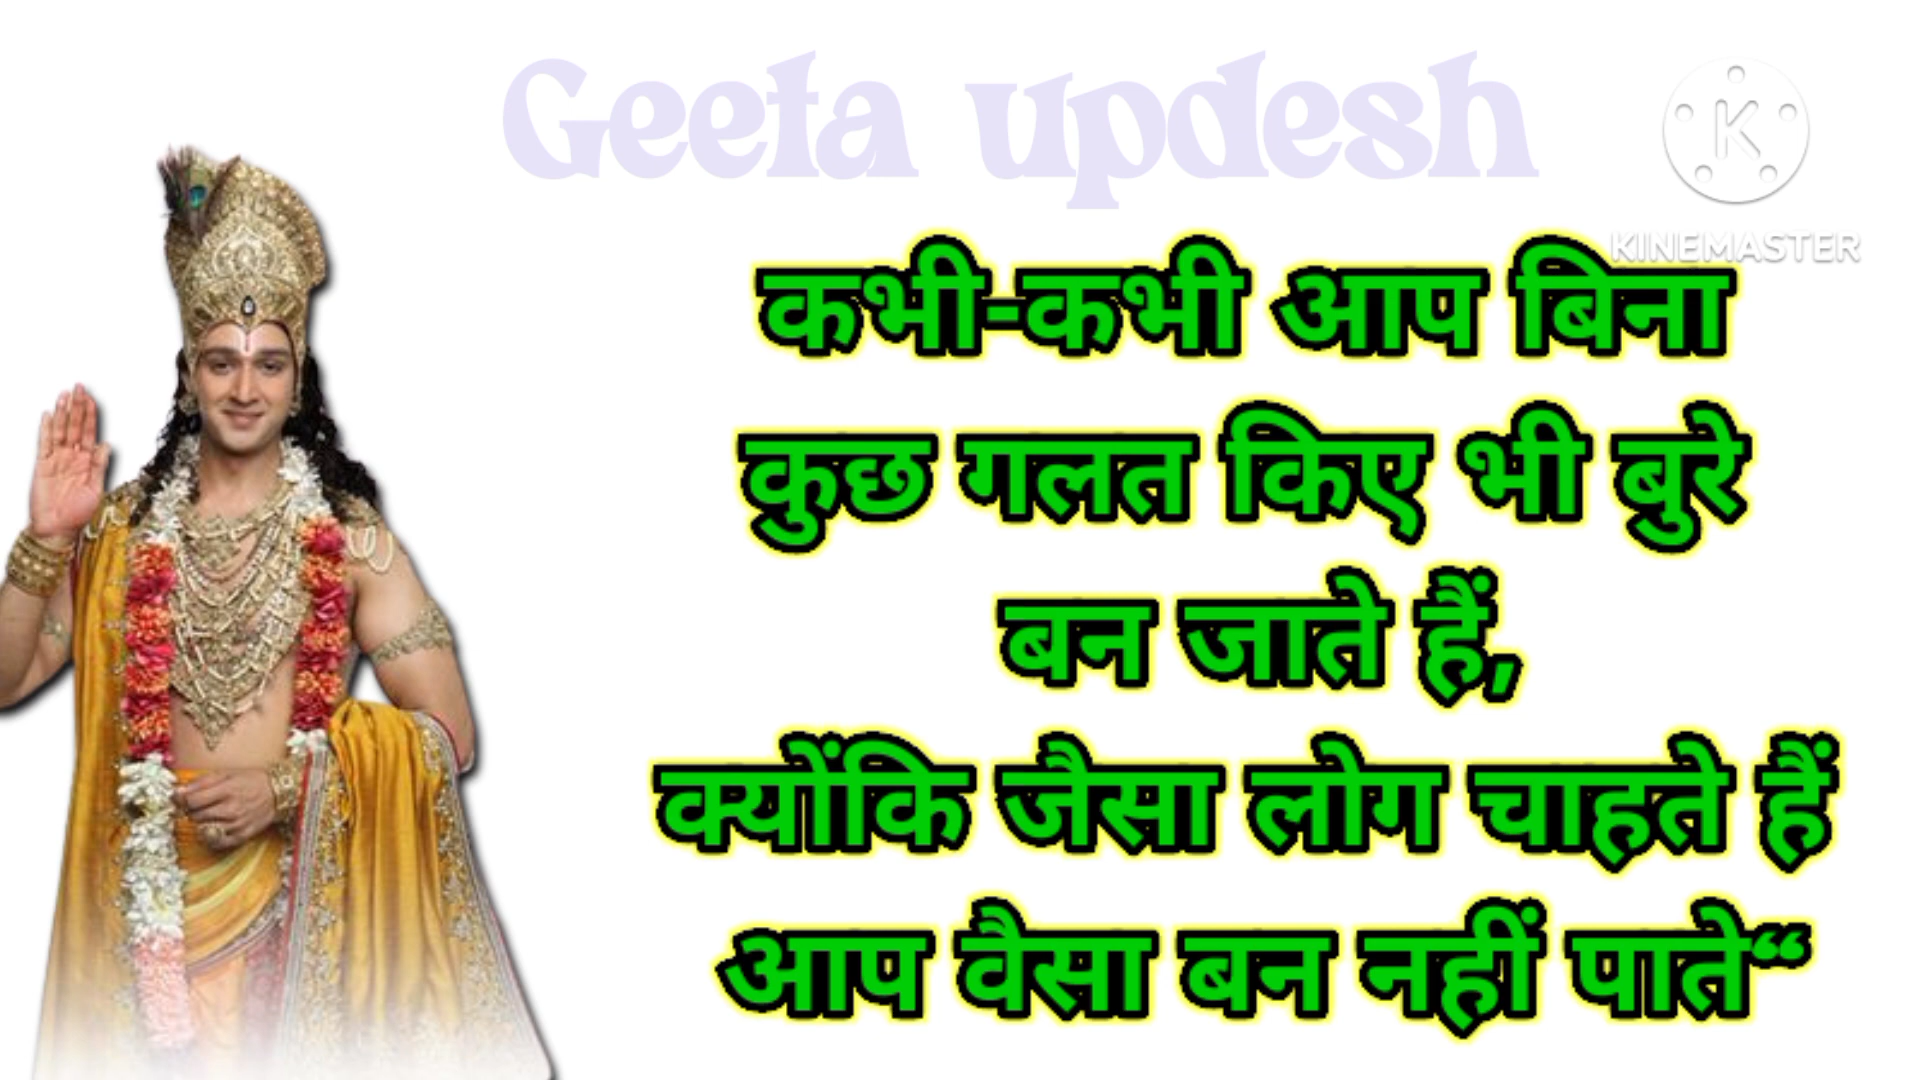 Geeta updesh
K
KINEMASTER
कभी-कभी आप बिना
कुछ गलत किए भी बुरे
बन जाते हैं,
क्योंकि जैसा लोग चाहते हैं
आप वैसा बन नहीं पाते“